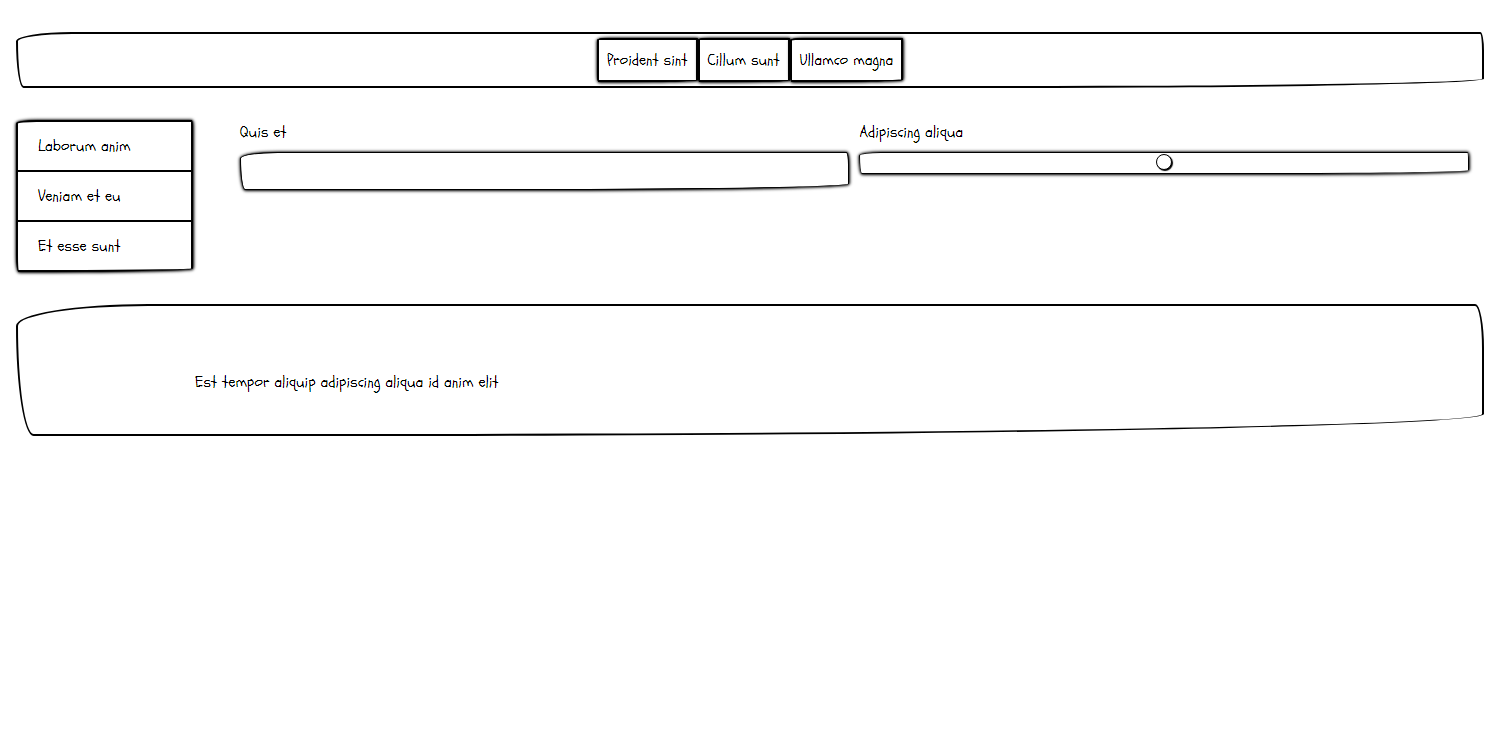 Proident sint Cillum sunt Ullamco magna
Laborum anim
Veniam et eu
Et esse sunt
Quis et
Adipiscing aliqua
Est tempor aliquip adipiscing aliqua id anim elit